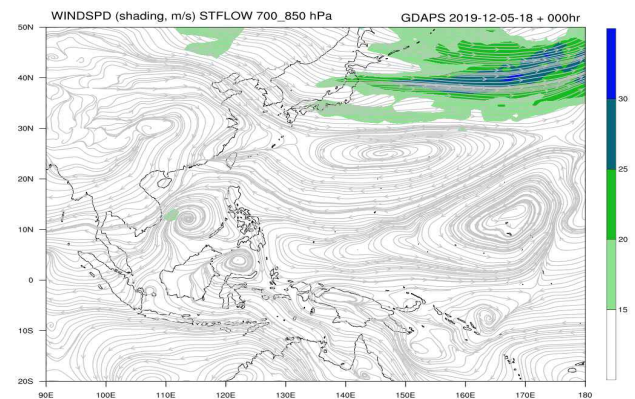 WINDSPD (shading, m/s) STFLOW 700_850 hPa GDAPS 2019-12-05-18 + 000hr
50N
40N
30N
20N
10N
0
10S
20S
90E 100E 110E 120E 130E 140E 150E 160E 170E 180
30
25
20
15